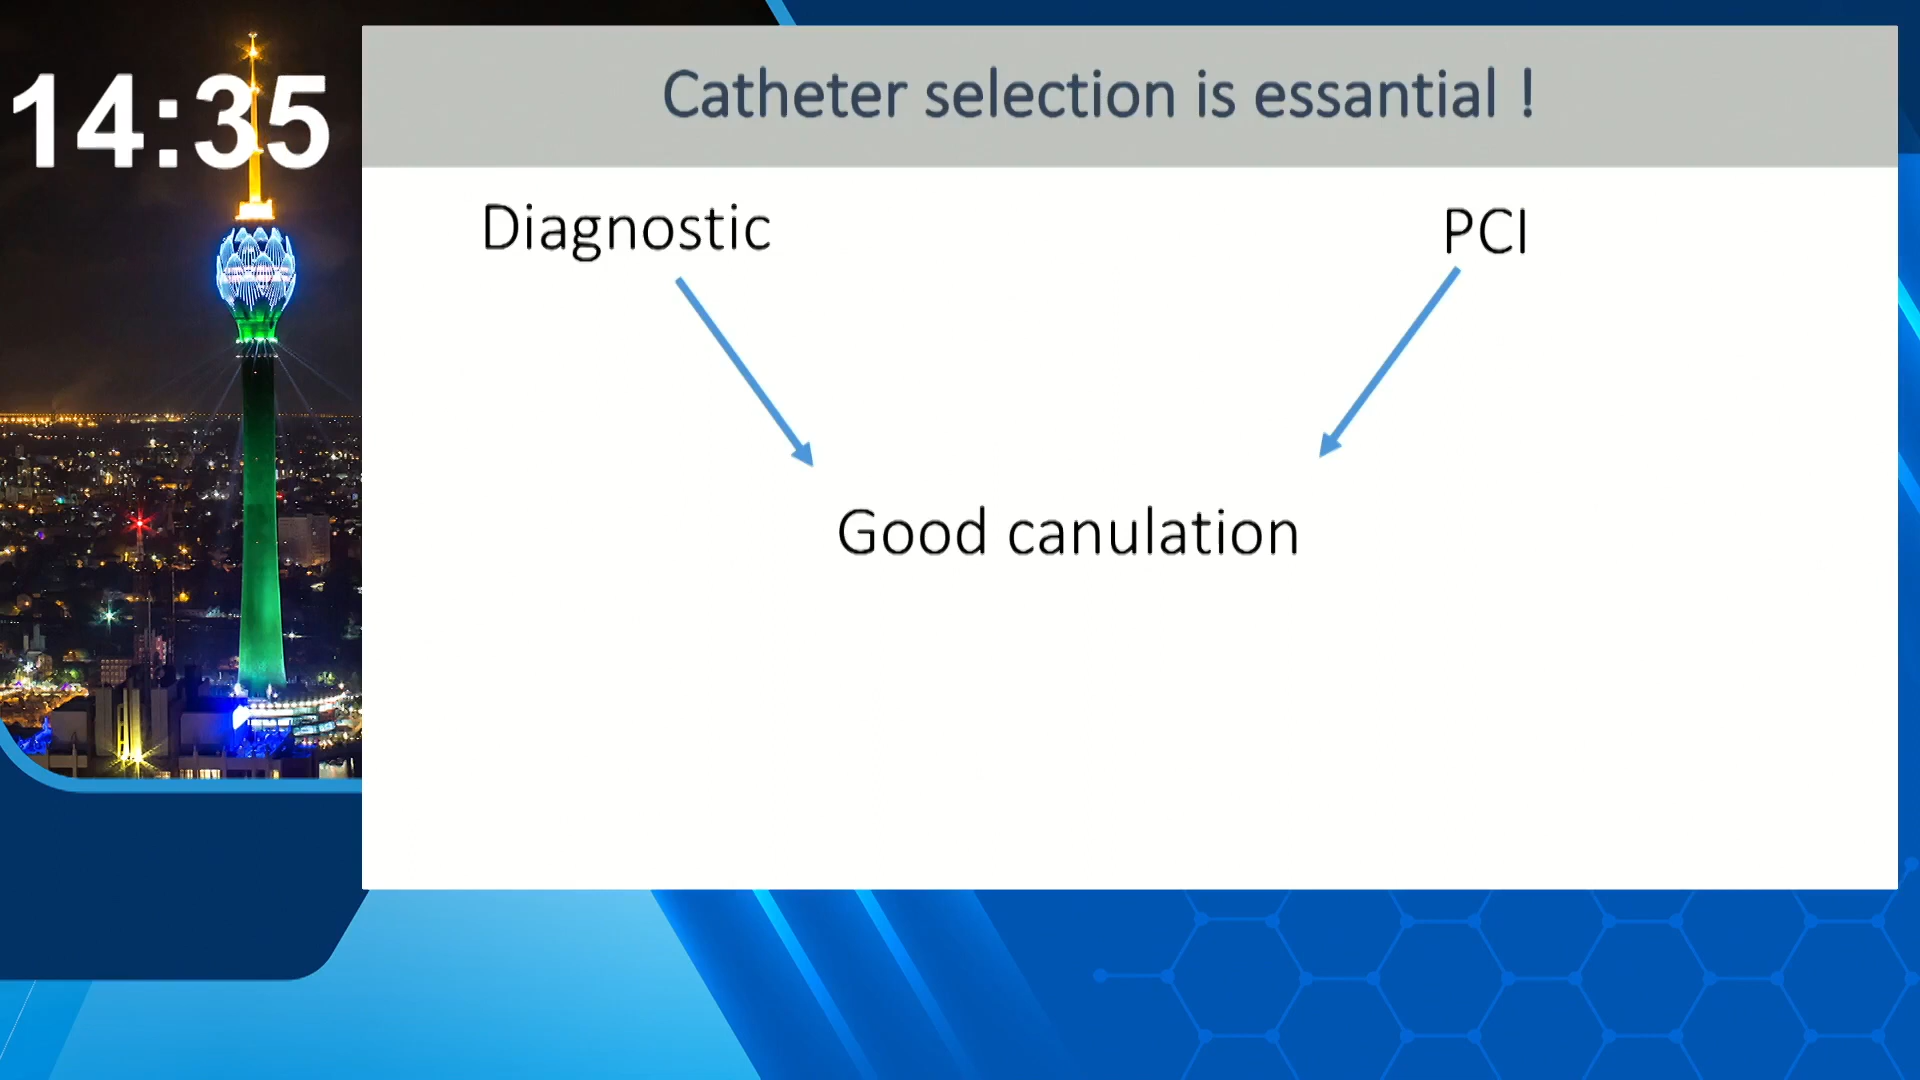 14:35
Catheter selection is essantial !
Diagnostic
PCI
Good canulation